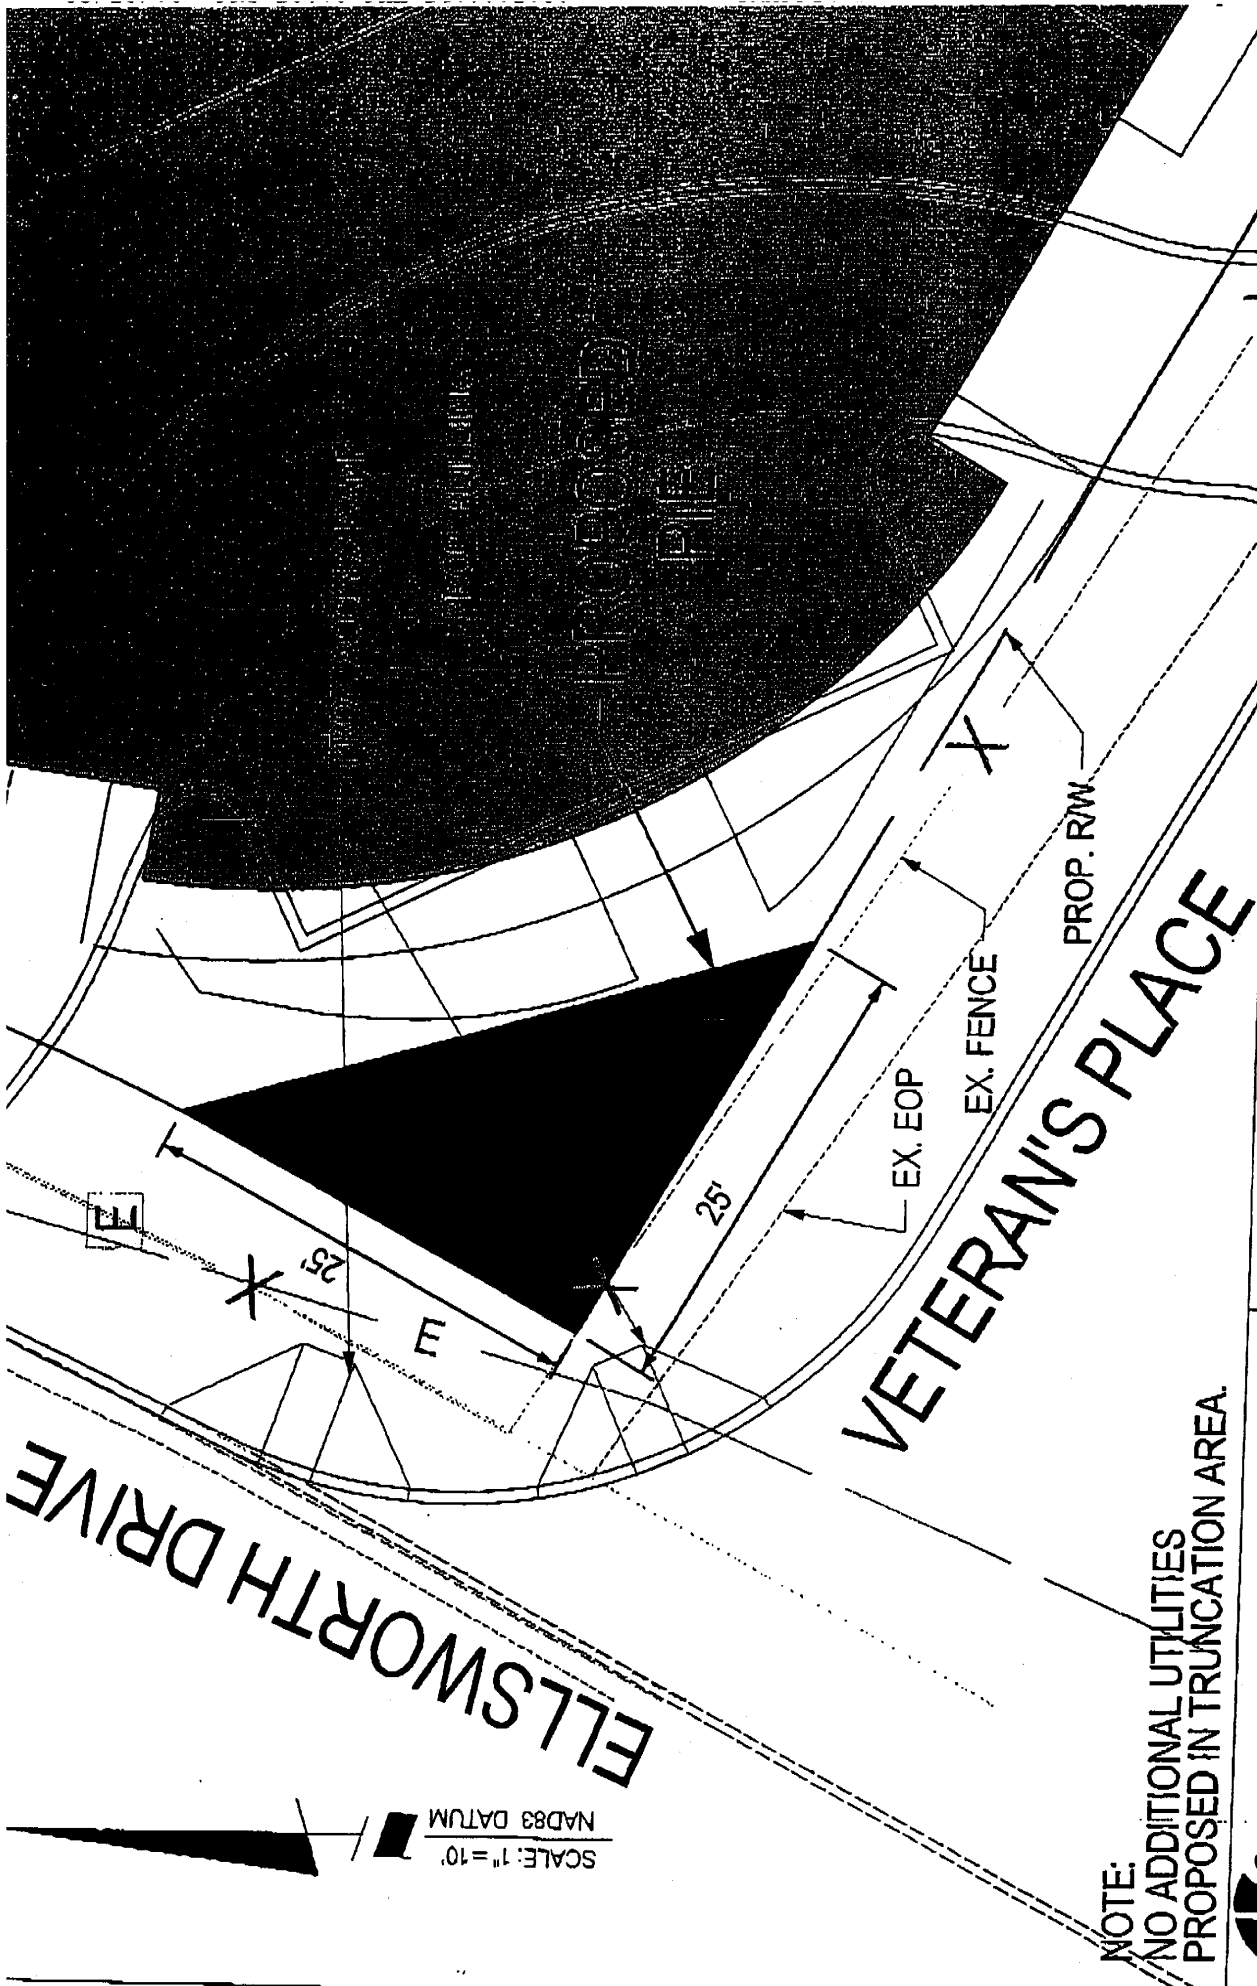 ELLSWORTH DRIVE
VETERAN'S PLACE
25'
25'
E
E
EX. EOP
EX. FENCE
PROP. R/W
SCALE: 1"=10'
NAD83 DATUM
NOTE:
NO ADDITIONAL UTILITIES
PROPOSED IN TRUNCATION AREA.